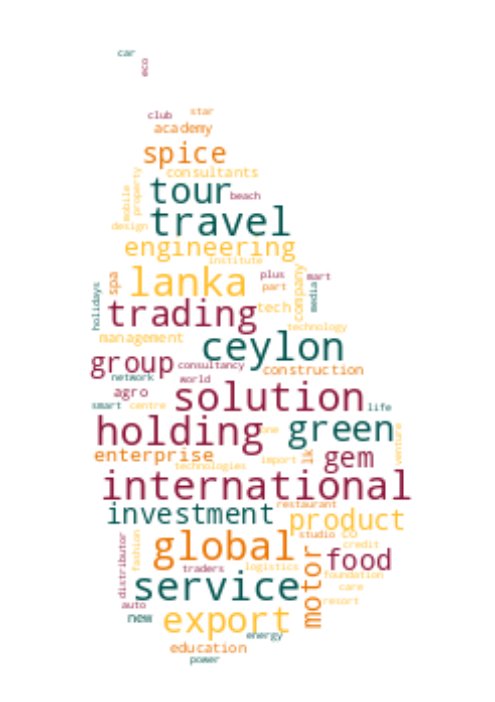 car
eco
club star
academy
spice
consultants
tour beach
mobile property
travel
design
engineering
institute
lanka
spa plus mart
part company media
holidays
trading tech
technology
management
ceylon
group consultancy
construction
network world
agro
solution
smart centre life
holding one green
venture
enterprise lk gem
technologies import
international
restaurant
investment product
studio co
distributor fashion global credit
traders logistics motor food
foundation
service care
auto resort
new export
energy
education
power